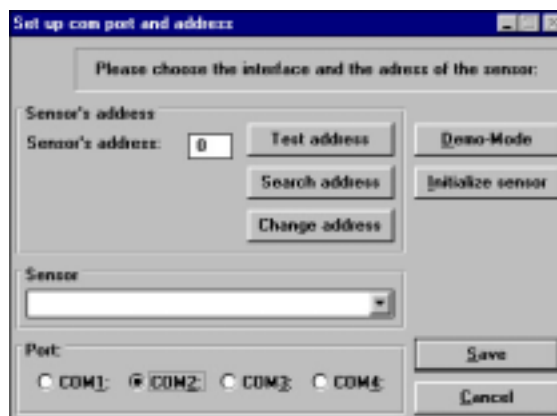 Set up com port and address
Please choose the interface and the adress of the sensor:
Sensor's address
Sensor's address: 0
Test address
Demo-Mode
Search address
Initialize sensor
Change address
Sensor
Port:
COM1: COM2: COM3: COM4:
Save
Cancel